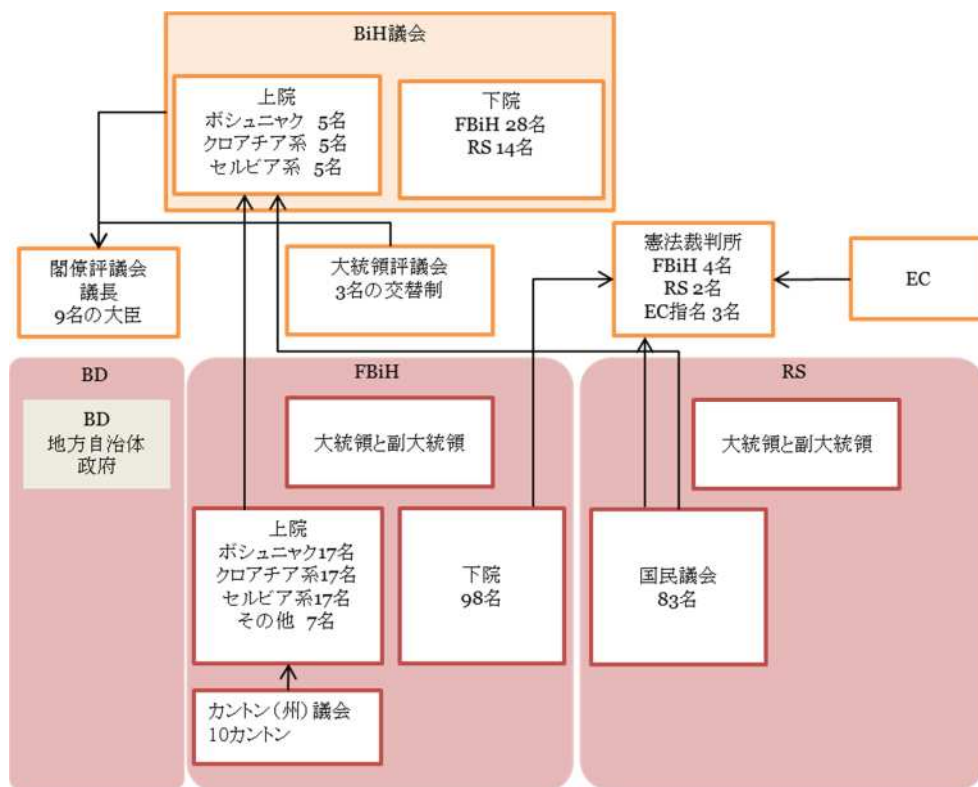 BiH議会
上院
ボシュニャク 5名
クロアチア系 5名
セルビア系 5名
下院
FBiH 28名
RS 14名
閣僚評議会
議長
9名の大臣
大統領評議会
3名の交替制
憲法裁判所
FBiH 4名
RS 2名
EC指名 3名
EC
BD
BD
地方自治体
政府
FBiH
大統領と副大統領
上院
ボシュニャク17名
クロアチア系17名
セルビア系17名
その他 7名
下院
98名
カントン(州)議会
10カントン
RS
大統領と副大統領
国民議会
83名